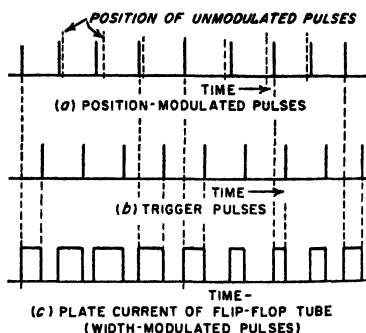 POSITION OF UNMODULATED PULSES
TIME
(a) POSITION-MODULATED PULSES
TIME
(b) TRIGGER PULSES
TIME-
(c) PLATE CURRENT OF FLIP-FLOP TUBE
(WIDTH-MODULATED PULSES)